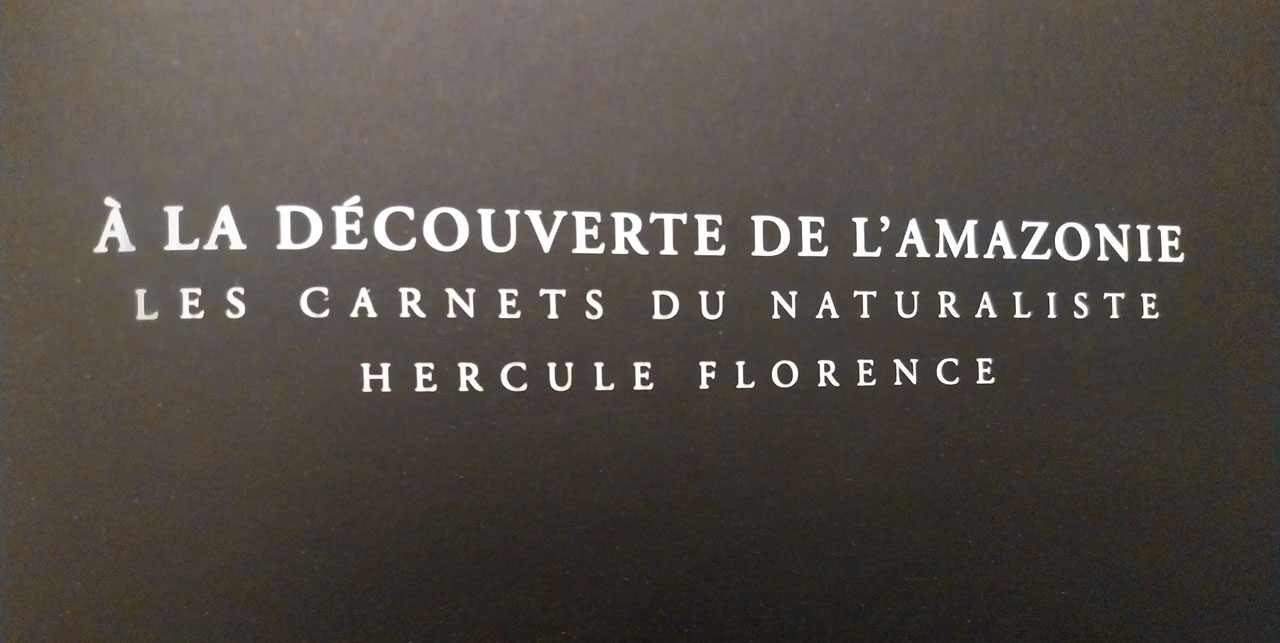 À LA DÉCOUVERTE DE L'AMAZONIE
LES CARNETS DU NATURALISTE
HERCULE FLORENCE